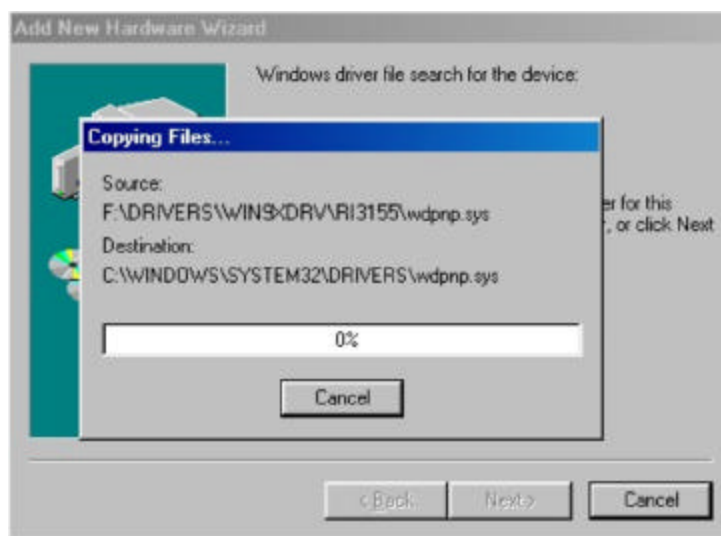 Add New Hardware Wizard
Windows driver file search for the device:
Copying Files...
Source:
F:\DRIVERS\WIN9XDRV\RI3155\wdpnp.sys
Destination:
C:\WINDOWS\SYSTEM32\DRIVERS\wdpnp.sys
er for this
, or click Next
0%
Cancel
< Back
Next >
Cancel